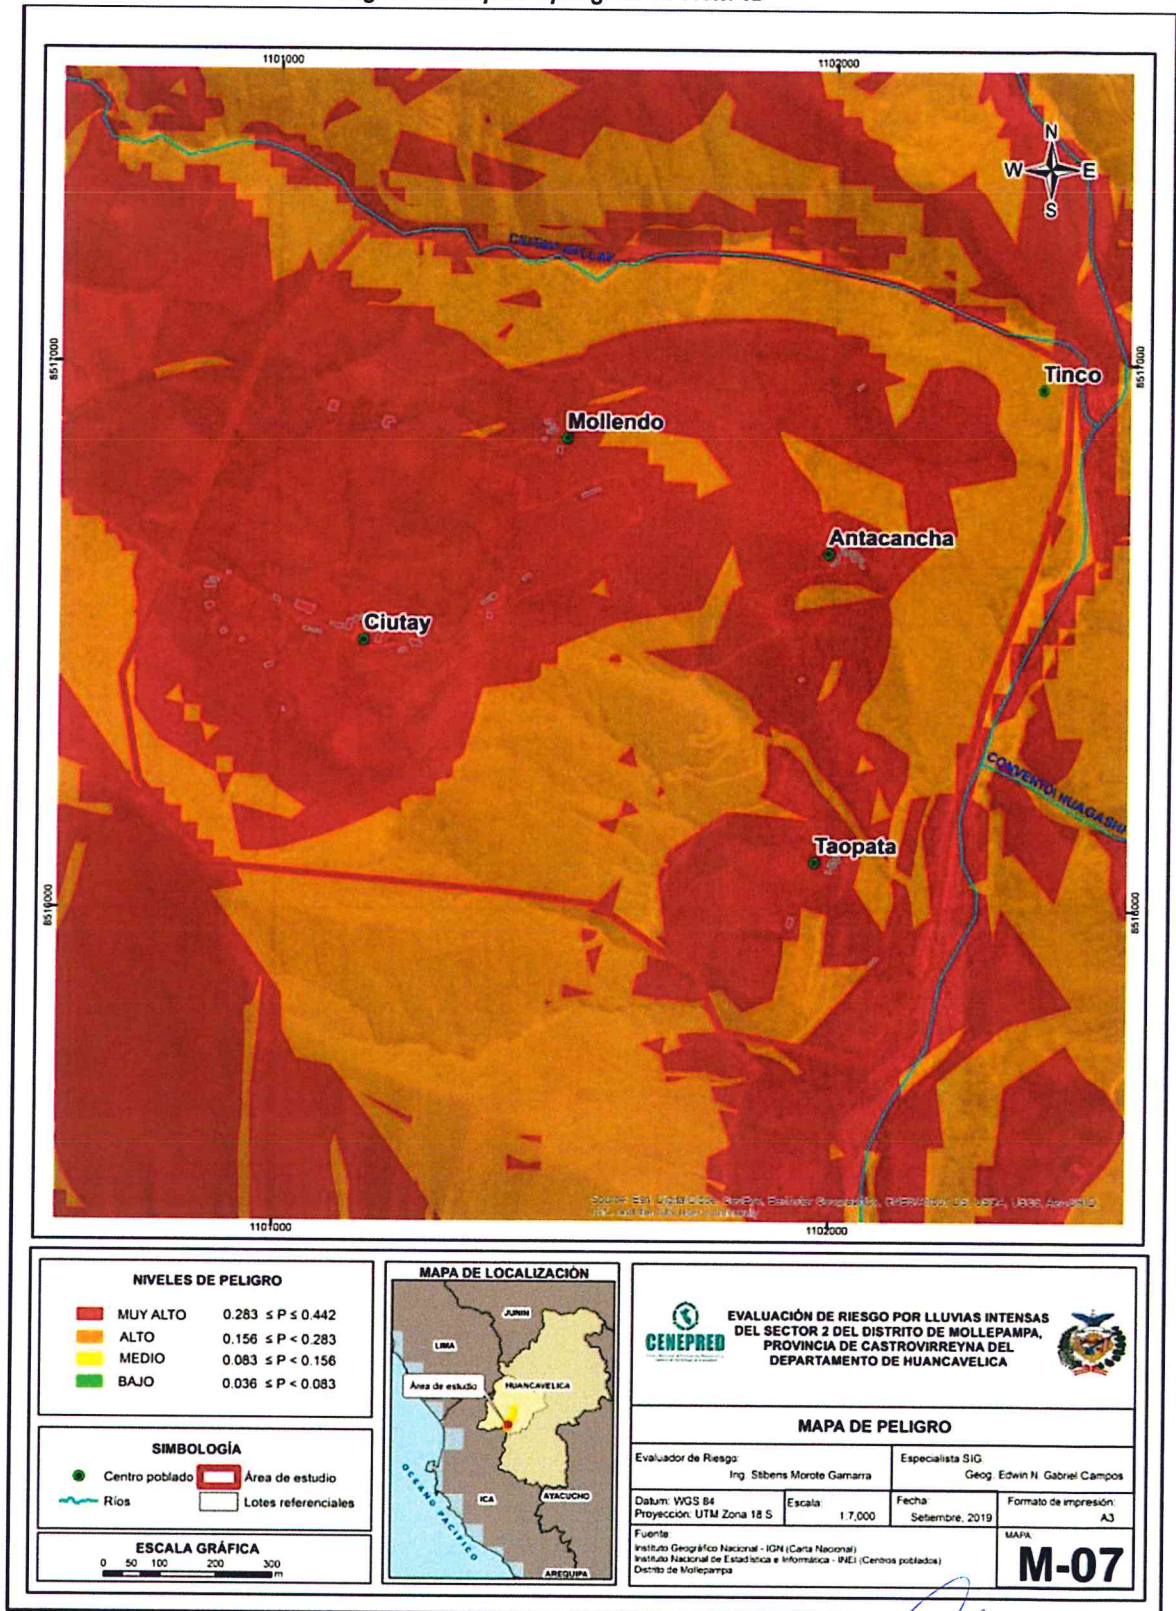 1101000
1102000
N
W E
S
8517000
8517000
Tinco
Mollendo
Antacancha
Ciutay
CONVENTO HUAGASHI
Taopata
8516000
8516000
1101000
1102000
NIVELES DE PELIGRO
MUY ALTO 0.283 ≤ P ≤ 0.442
ALTO 0.156 ≤ P < 0.283
MEDIO 0.083 ≤ P < 0.156
BAJO 0.036 ≤ P < 0.083
SIMBOLOGÍA
Centro poblado Área de estudio
Ríos Lotes referenciales
ESCALA GRÁFICA
0 50 100 200 300
m
MAPA DE LOCALIZACIÓN
JUNIN
LIMA
Área de estudio
HUANCAVELICA
OCEANO PACIFICO
ICA
AYACUCHO
AREQUIPA
CENEPRED
EVALUACIÓN DE RIESGO POR LLUVIAS INTENSAS
DEL SECTOR 2 DEL DISTRITO DE MOLLEPAMPA,
PROVINCIA DE CASTROVIRREYNA DEL
DEPARTAMENTO DE HUANCAVELICA
MAPA DE PELIGRO
Evaluador de Riesgo:
Ing. Stibens Morote Gamarra
Especialista SIG
Geog. Edwin N. Gabriel Campos
Datum: WGS 84
Proyección: UTM Zona 18 S
Escala:
1:7,000
Fecha:
Setiembre, 2019
Formato de impresión:
A3
Fuente:
Instituto Geográfico Nacional - IGN (Carta Nacional)
Instituto Nacional de Estadística e Informática - INEI (Centros poblados)
Distrito de Mollepampa
MAPA:
M-07